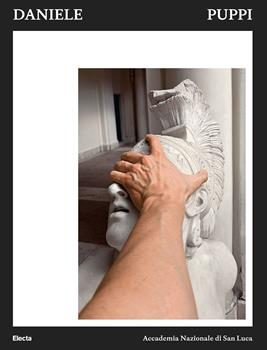 DANIELE PUPPI
Electa
Accademia Nazionale di San Luca